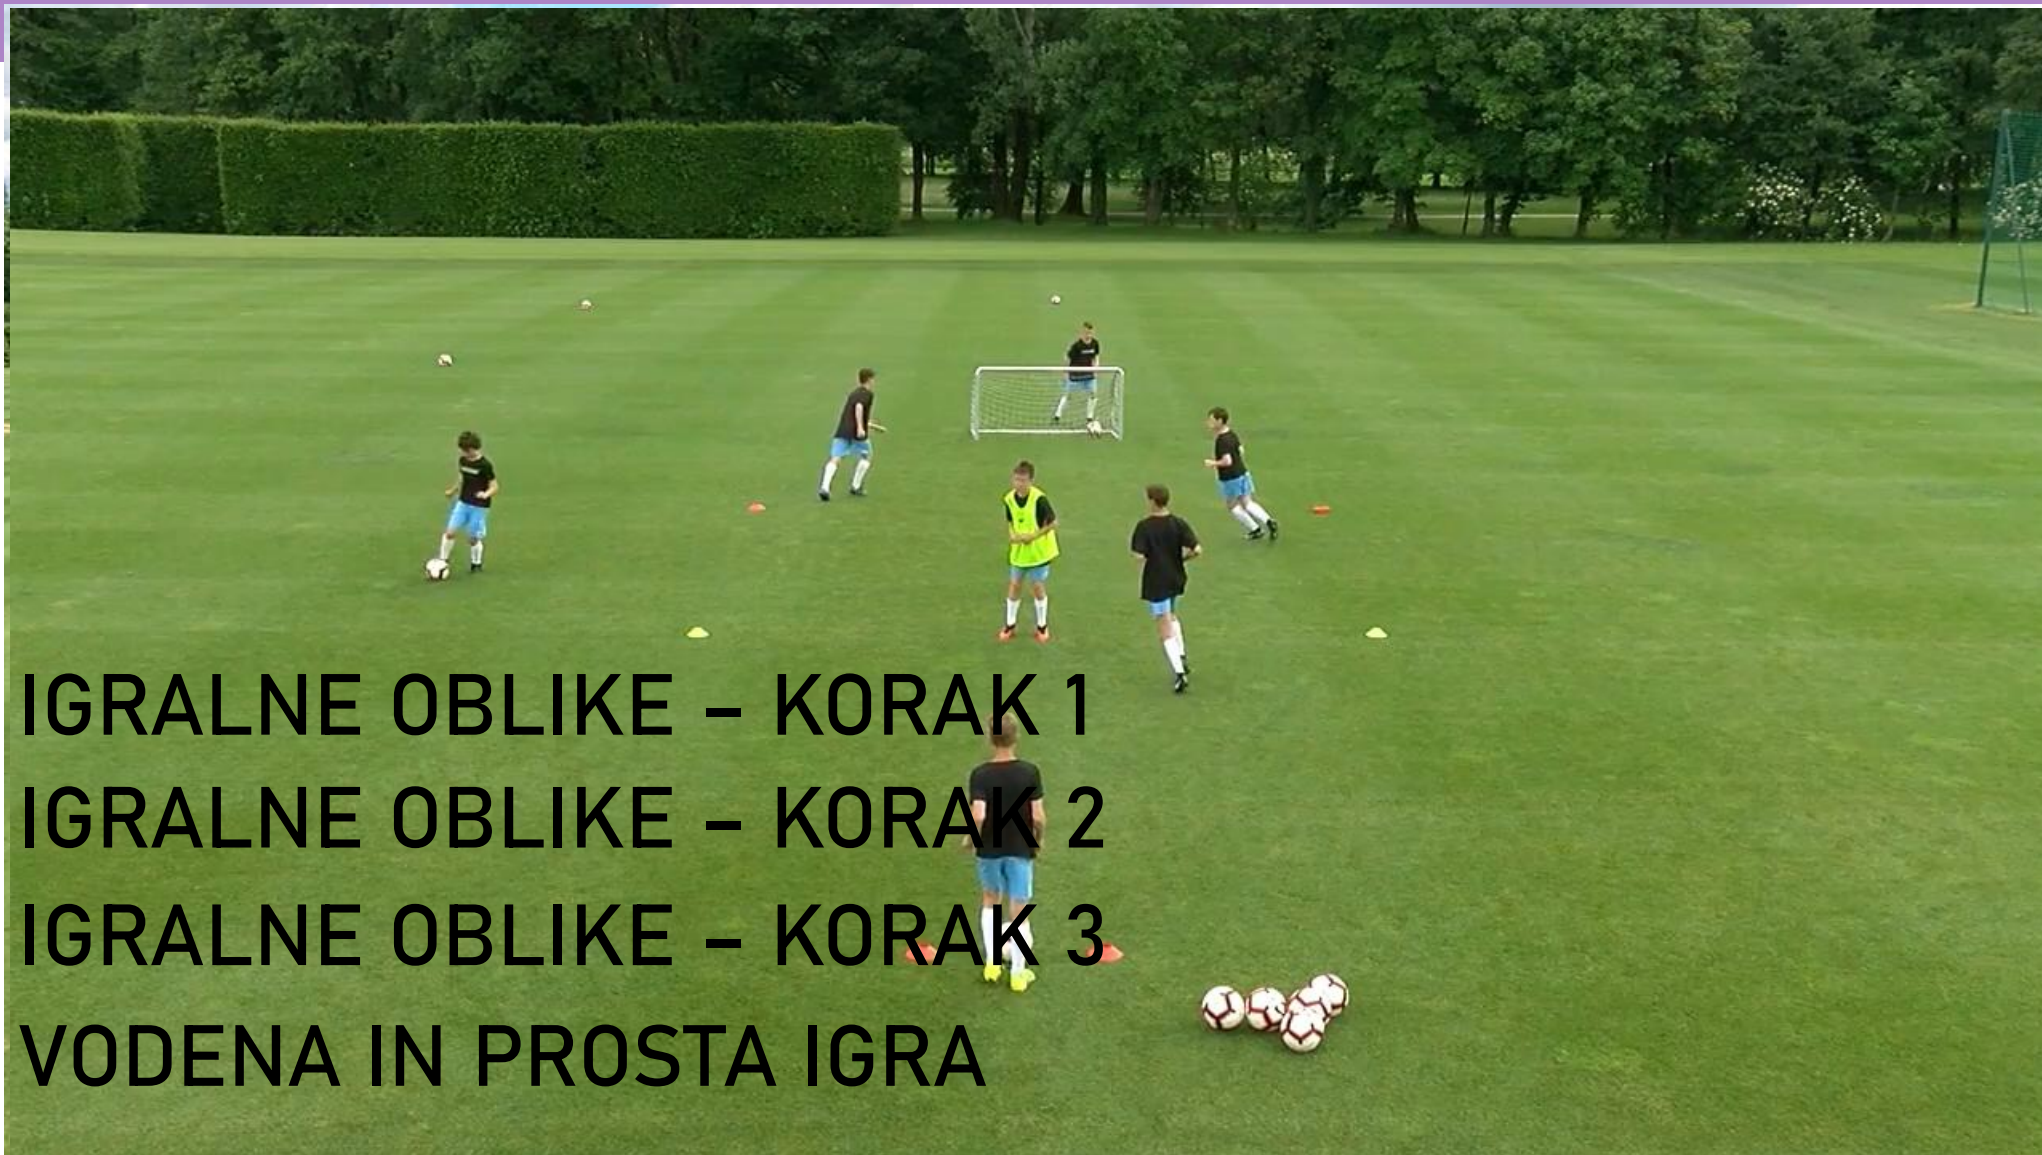 IGRALNE OBLIKE – KORAK 1
IGRALNE OBLIKE – KORAK 2
IGRALNE OBLIKE – KORAK 3
VODENA IN PROSTA IGRA